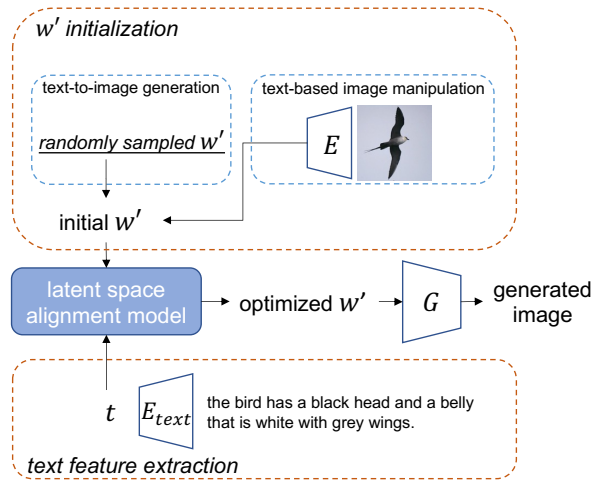 w′ initialization
text-to-image generation
text-based image manipulation
randomly sampled w′
E
initial w′
latent space
alignment model
optimized w′
G
generated
image
t
E_text
the bird has a black head and a belly
that is white with grey wings.
text feature extraction